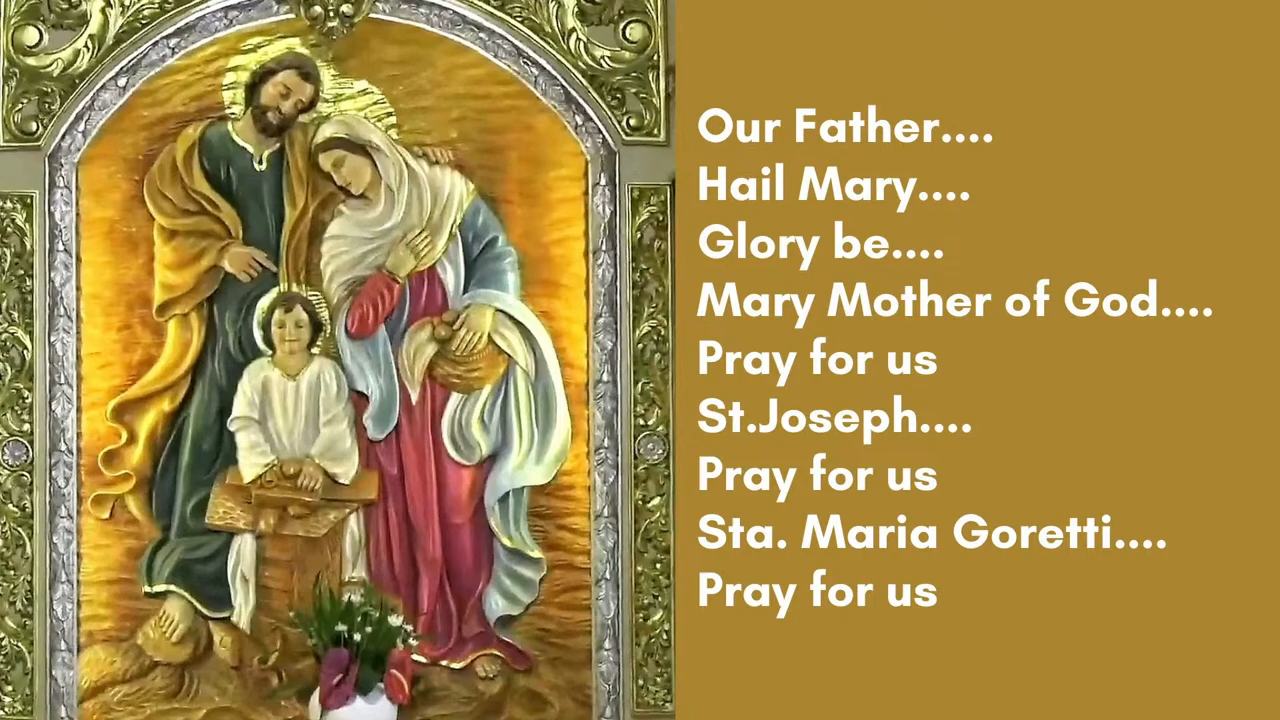 Our Father....
Hail Mary....
Glory be....
Mary Mother of God....
Pray for us
St.Joseph....
Pray for us
Sta. Maria Goretti....
Pray for us